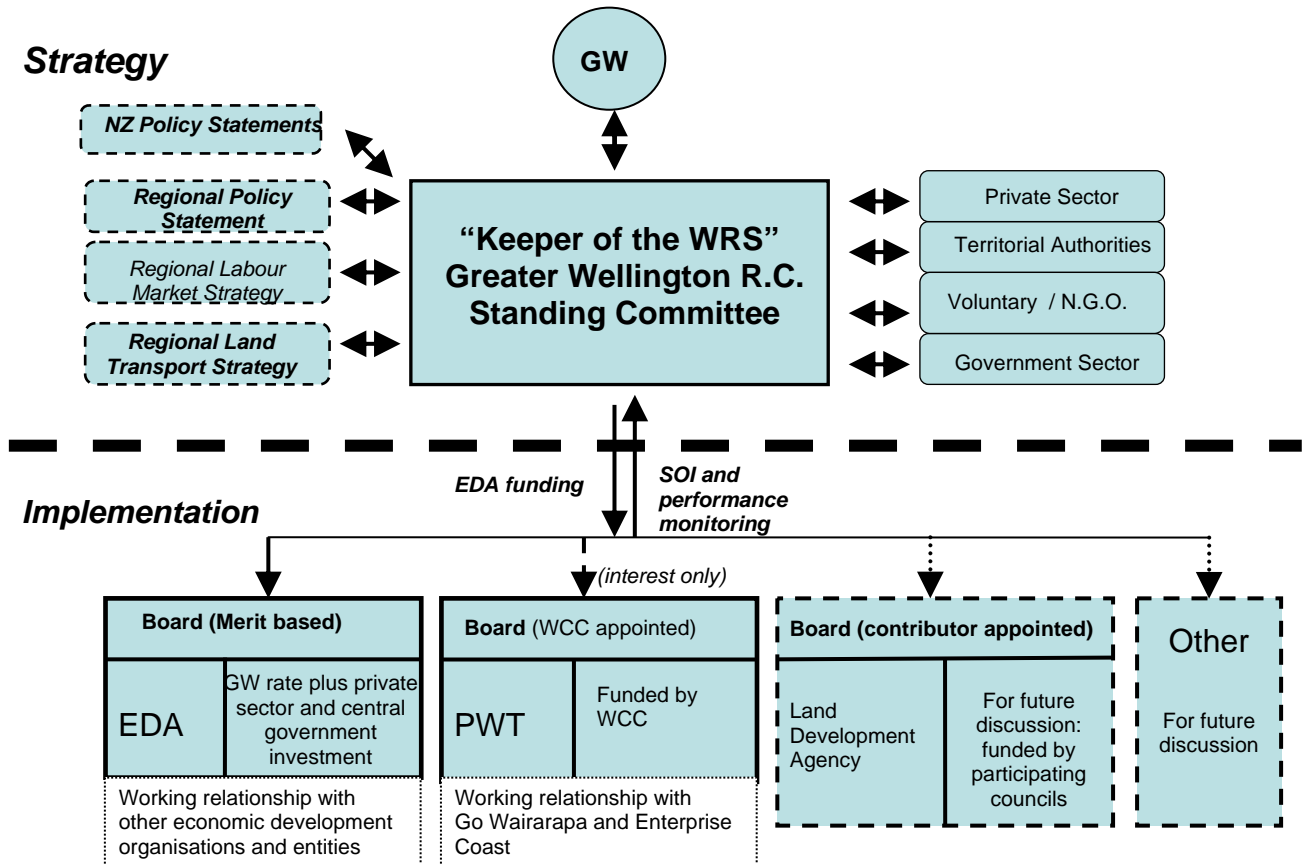 Strategy
GW
NZ Policy Statements
Regional Policy
Statement
Regional Labour
Market Strategy
Regional Land
Transport Strategy
“Keeper of the WRS”
Greater Wellington R.C.
Standing Committee
Private Sector
Territorial Authorities
Voluntary / N.G.O.
Government Sector
EDA funding
SOI and
performance
monitoring
Implementation
(interest only)
Board (Merit based)
EDA
GW rate plus private
sector and central
government
investment
Working relationship with
other economic development
organisations and entities
Board (WCC appointed)
PWT
Funded by
WCC
Working relationship with
Go Wairarapa and Enterprise
Coast
Board (contributor appointed)
Land
Development
Agency
For future
discussion:
funded by
participating
councils
Other
For future
discussion